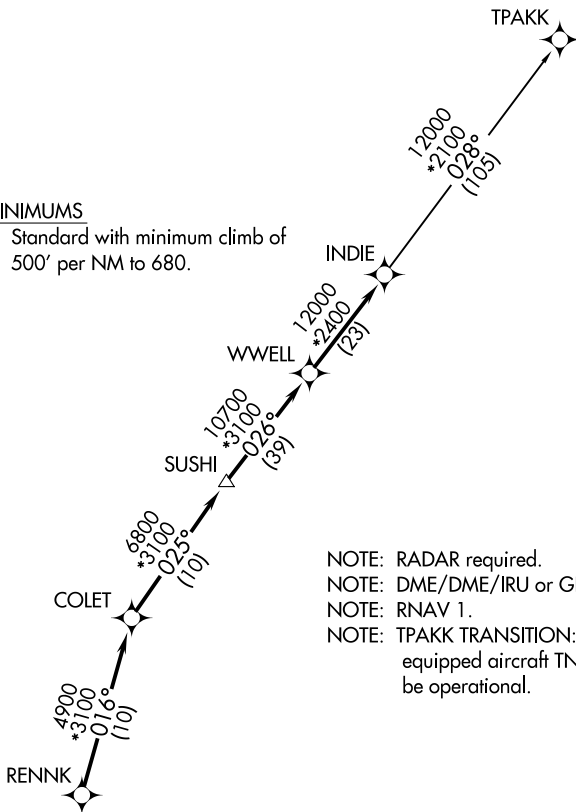 TPAKK
12000
*2100
028°
(105)
INIMUMS
Standard with minimum climb of
500' per NM to 680.
INDIE
12000
*2400
(23)
WWELL
10700
*3100
026°
(39)
SUSHI
6800
*3100
025°
(10)
NOTE: RADAR required.
NOTE: DME/DME/IRU or
NOTE: RNAV 1.
NOTE: TPAKK TRANSITION:
equipped aircraft
be operational.
COLET
4900
*3100
016°
(10)
RENNK